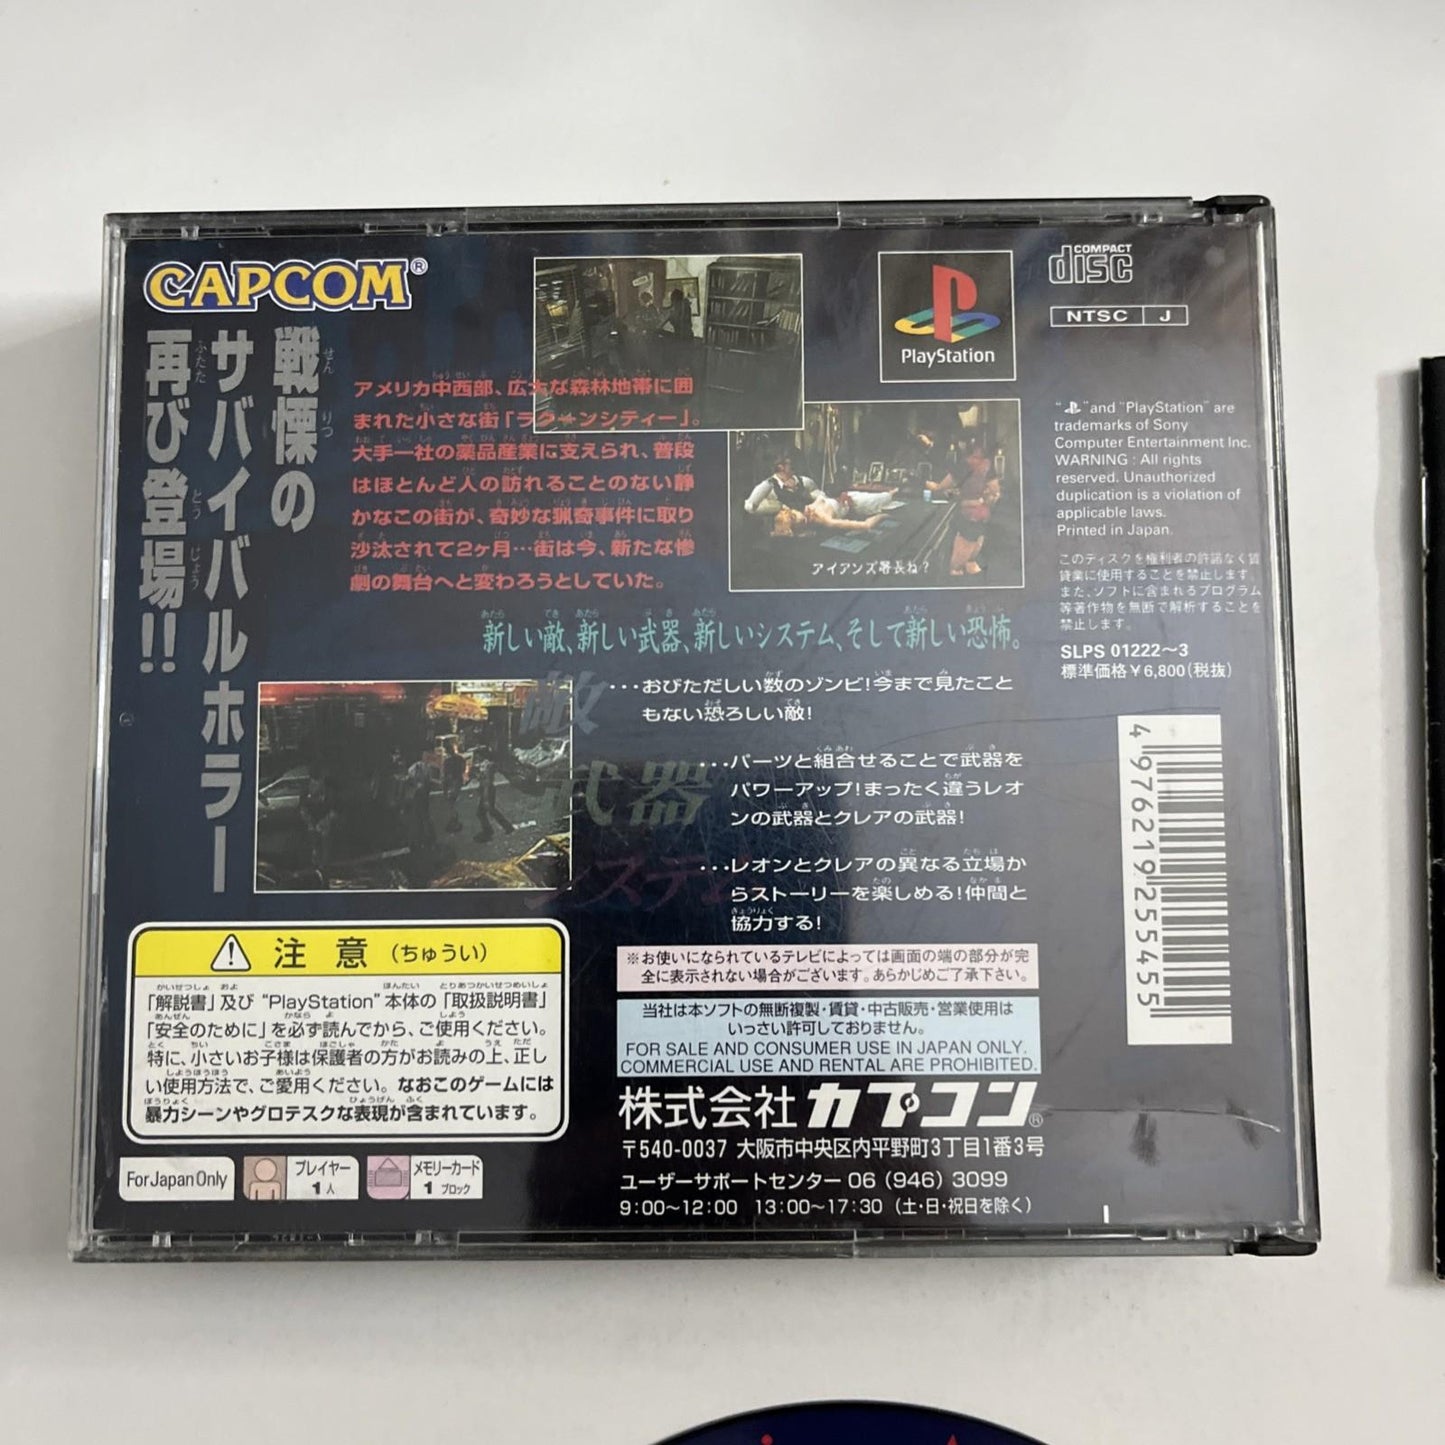 CAPCOM®
戦慄の
サバイバルホラー
再び登場!!
アメリカ中西部、広大な森林地帯に囲
まれた小さな街「ラクーンシティー」。
大手一社の薬品産業に支えられ、普段
はほとんど人の訪れることのない静
かなこの街が、奇妙な猟奇事件に取り
沙汰されて2ヶ月…街は今、新たな惨
劇の舞台へと変わろうとしていた。
PlayStation
COMPACT
disc
NTSC J
アイアンズ署長ね?
"PS" and "PlayStation" are
trademarks of Sony
Computer Entertainment Inc.
WARNING : All rights
reserved. Unauthorized
duplication is a violation of
applicable laws.
Printed in Japan.
このディスクを権利者の許諾なく賃
貸業に使用することを禁止します。
また、ソフトに含まれるプログラム
等著作物を無断で解析することを
禁止します。
SLPS 01222〜3
標準価格¥6,800(税抜)
4 976219 255455
新しい敵、新しい武器、新しいシステム、そして新しい恐怖。
敵
…おびただしい数のゾンビ!今まで見たこと
もない恐ろしい敵!
武器
…パーツと組合せることで武器を
パワーアップ!まったく違うレオ
ンの武器とクレアの武器!
システム
…レオンとクレアの異なる立場か
らストーリーを楽しめる!仲間と
協力する!
※お使いになられているテレビによっては画面の端の部分が完
全に表示されない場合がございます。あらかじめご了承下さい。
当社は本ソフトの無断複製・賃貸・中古販売・営業使用は
いっさい許可しておりません。
FOR SALE AND CONSUMER USE IN JAPAN ONLY.
COMMERCIAL USE AND RENTAL ARE PROHIBITED.
株式会社 カプコン®
〒540-0037 大阪市中央区内平野町3丁目1番3号
ユーザーサポートセンター 06 (946) 3099
9:00〜12:00 13:00〜17:30 (土・日・祝日を除く)
注意 (ちゅうい)
「解説書」及び "PlayStation" 本体の「取扱説明書」
「安全のために」を必ず読んでから、ご使用ください。
特に、小さいお子様は保護者の方がお読みの上、正し
い使用方法で、ご愛用ください。なおこのゲームには
暴力シーンやグロテスクな表現が含まれています。
For Japan Only
プレイヤー
1人
メモリーカード
1 ブロック